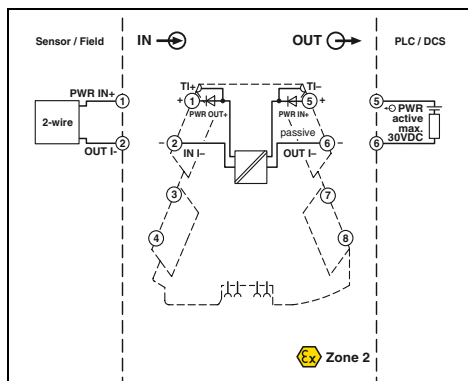 Sensor / Field
IN
OUT
PLC / DCS
PWR IN+
1
2-wire
2
OUT I-
TI+
+
1
PWR OUT+
TI–
5
+
PWR IN+
passive
–
2
IN I–
OUT I–
6
–
3
4
7
8
5
+
PWR
active
max.
30VDC
6
Ex Zone 2